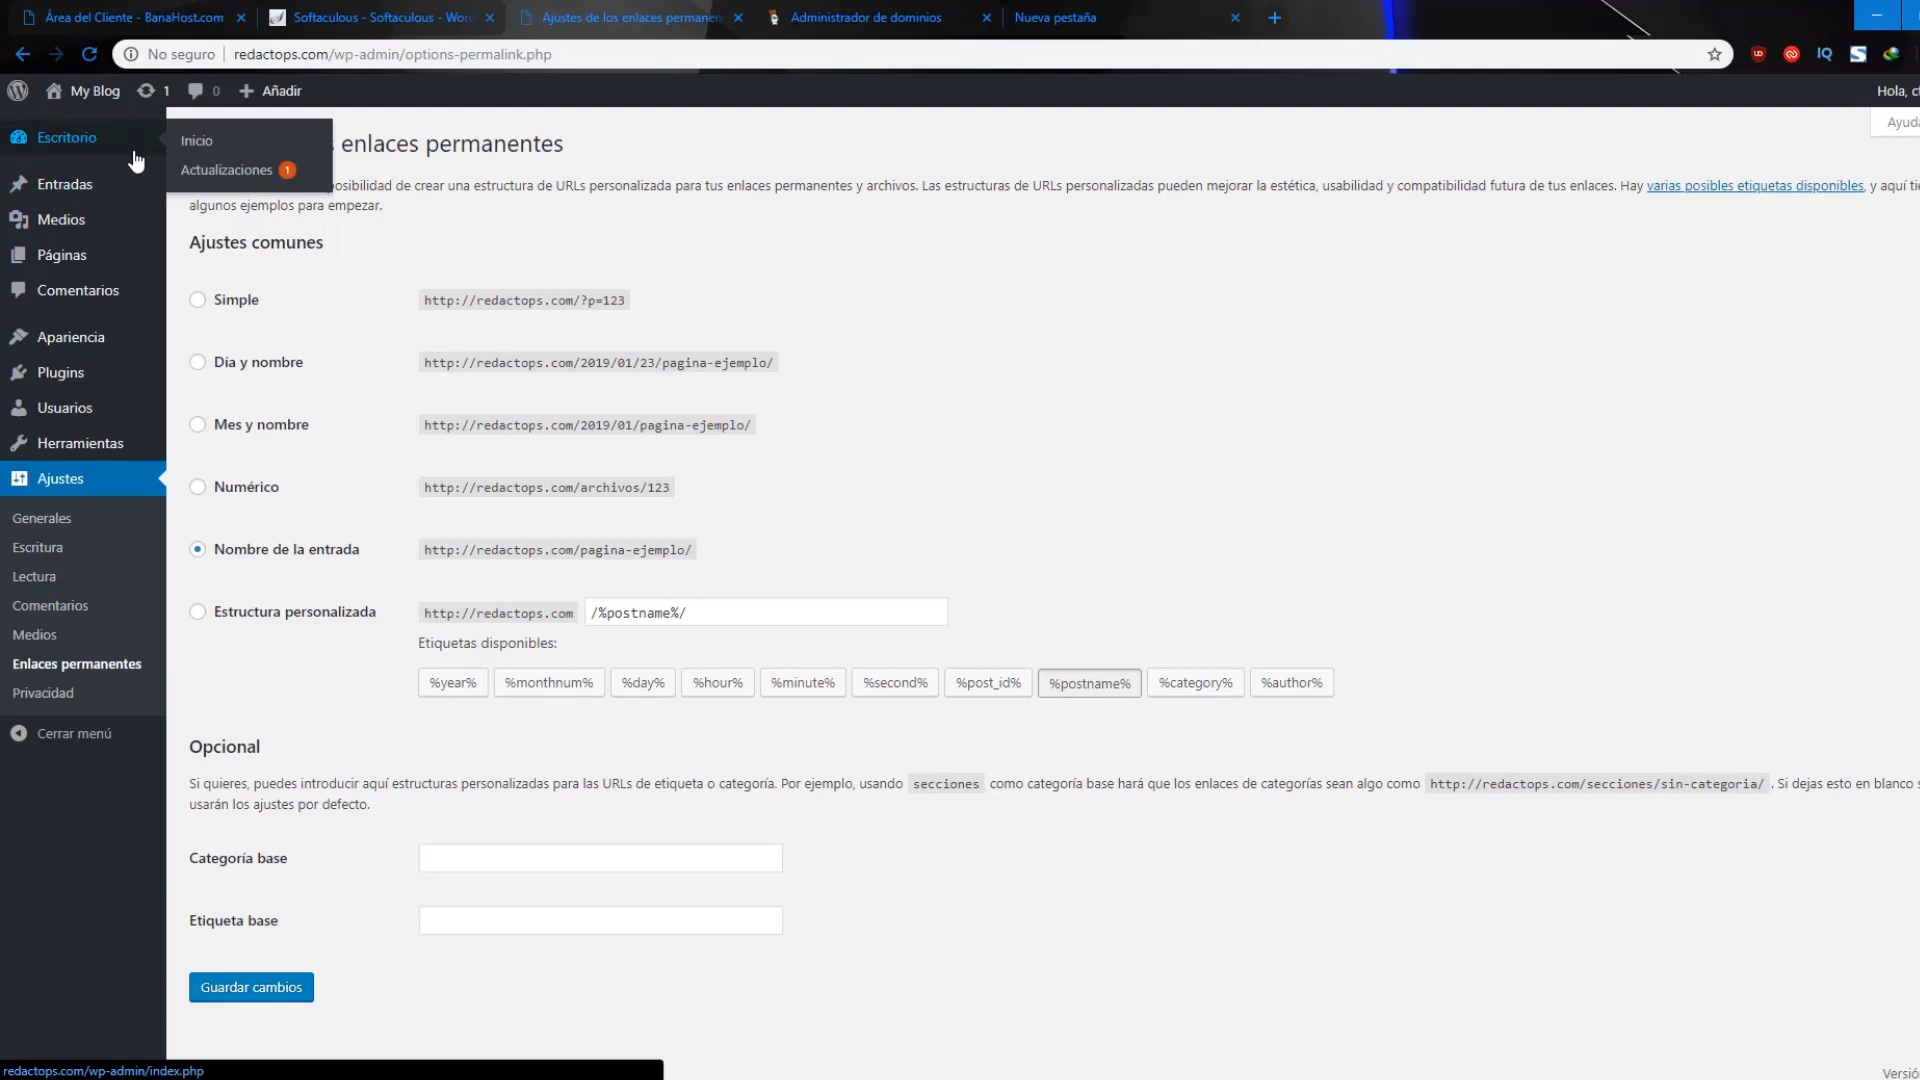 Área del Cliente - BanaHost.com
Softaculous - Softaculous - Wor
Ajustes de los enlaces permanen
Administrador de dominios
Nueva pestaña
No seguro
redactops.com/wp-admin/options-permalink.php
My Blog
1
0
Añadir
Hola, c
Ayuda
Escritorio
Inicio
Actualizaciones 1
Entradas
Medios
Páginas
Comentarios
Apariencia
Plugins
Usuarios
Herramientas
Ajustes
Generales
Escritura
Lectura
Comentarios
Medios
Enlaces permanentes
Privacidad
Cerrar menú
enlaces permanentes
osibilidad de crear una estructura de URLs personalizada para tus enlaces permanentes y archivos. Las estructuras de URLs personalizadas pueden mejorar la estética, usabilidad y compatibilidad futura de tus enlaces. Hay varias posibles etiquetas disponibles, y aquí tie
algunos ejemplos para empezar.
Ajustes comunes
Simple http://redactops.com/?p=123
Día y nombre http://redactops.com/2019/01/23/pagina-ejemplo/
Mes y nombre http://redactops.com/2019/01/pagina-ejemplo/
Numérico http://redactops.com/archivos/123
Nombre de la entrada http://redactops.com/pagina-ejemplo/
Estructura personalizada http://redactops.com /%postname%/
Etiquetas disponibles:
%year% %monthnum% %day% %hour% %minute% %second% %post_id% %postname% %category% %author%
Opcional
Si quieres, puedes introducir aquí estructuras personalizadas para las URLs de etiqueta o categoría. Por ejemplo, usando secciones como categoría base hará que los enlaces de categorías sean algo como http://redactops.com/secciones/sin-categoria/ . Si dejas esto en blanco s
usarán los ajustes por defecto.
Categoría base
Etiqueta base
Guardar cambios
redactops.com/wp-admin/index.php
Versió